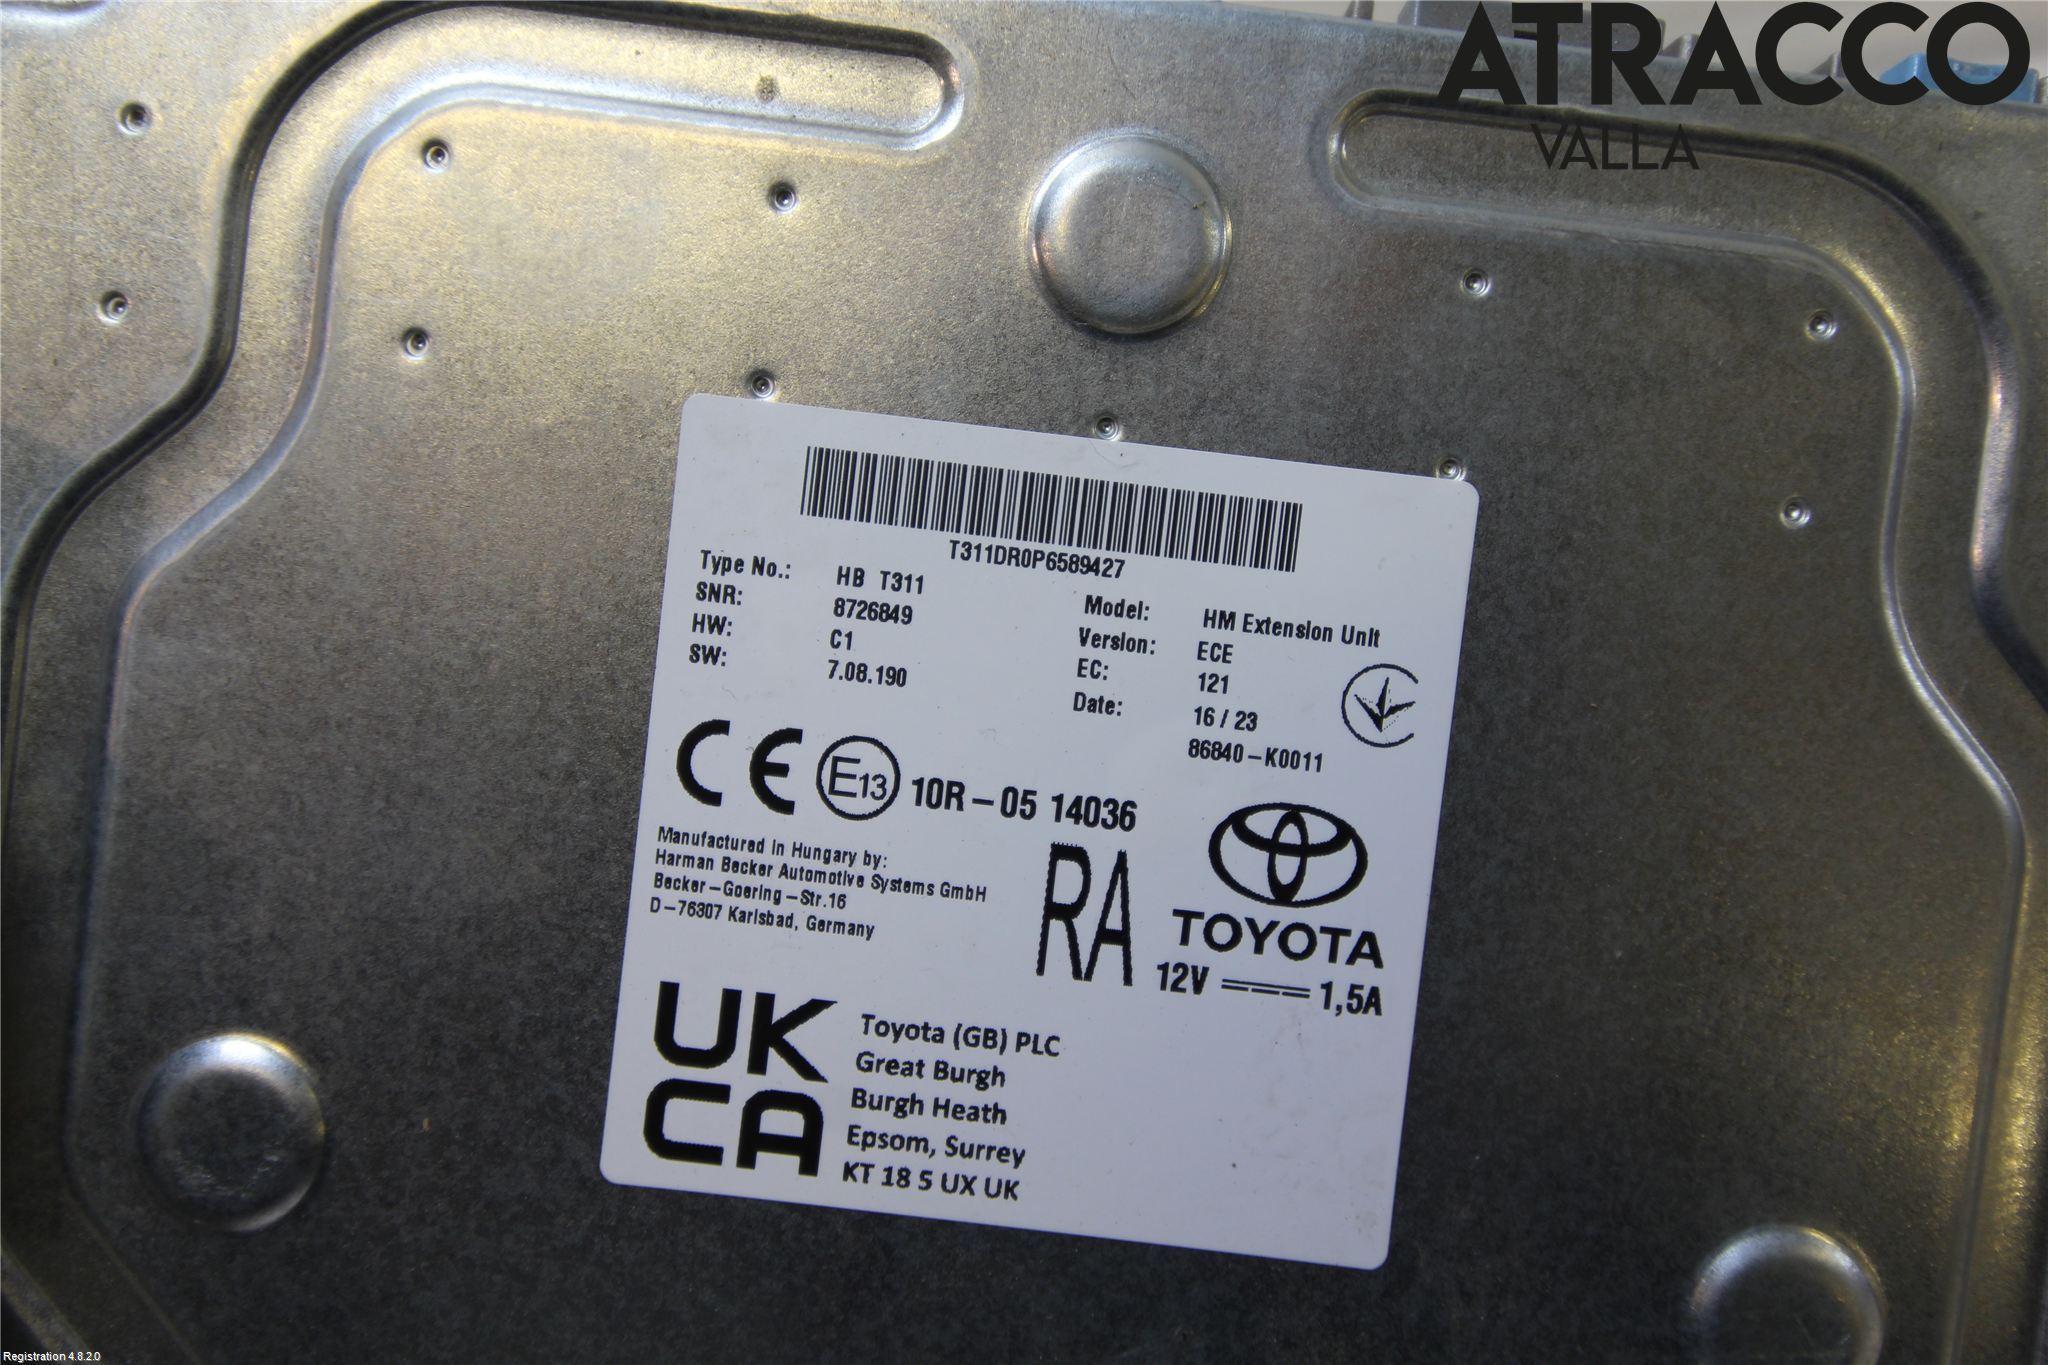 ATRACCO
VALLA
T311DR0P6589427
Type No.: HB T311
SNR: 8726849
HW: C1
SW: 7.08.190
Model: HM Extension Unit
Version: ECE
EC: 121
Date: 16 / 23
86840-K0011
CE E13 10R-05 14036
Manufactured in Hungary by:
Harman Becker Automotive Systems GmbH
Becker-Goering-Str.16
D-76307 Karlsbad, Germany
RA
TOYOTA
12V 1,5A
UK
CA
Toyota (GB) PLC
Great Burgh
Burgh Heath
Epsom, Surrey
KT 18 5 UX UK
Registration 4.8.2.0